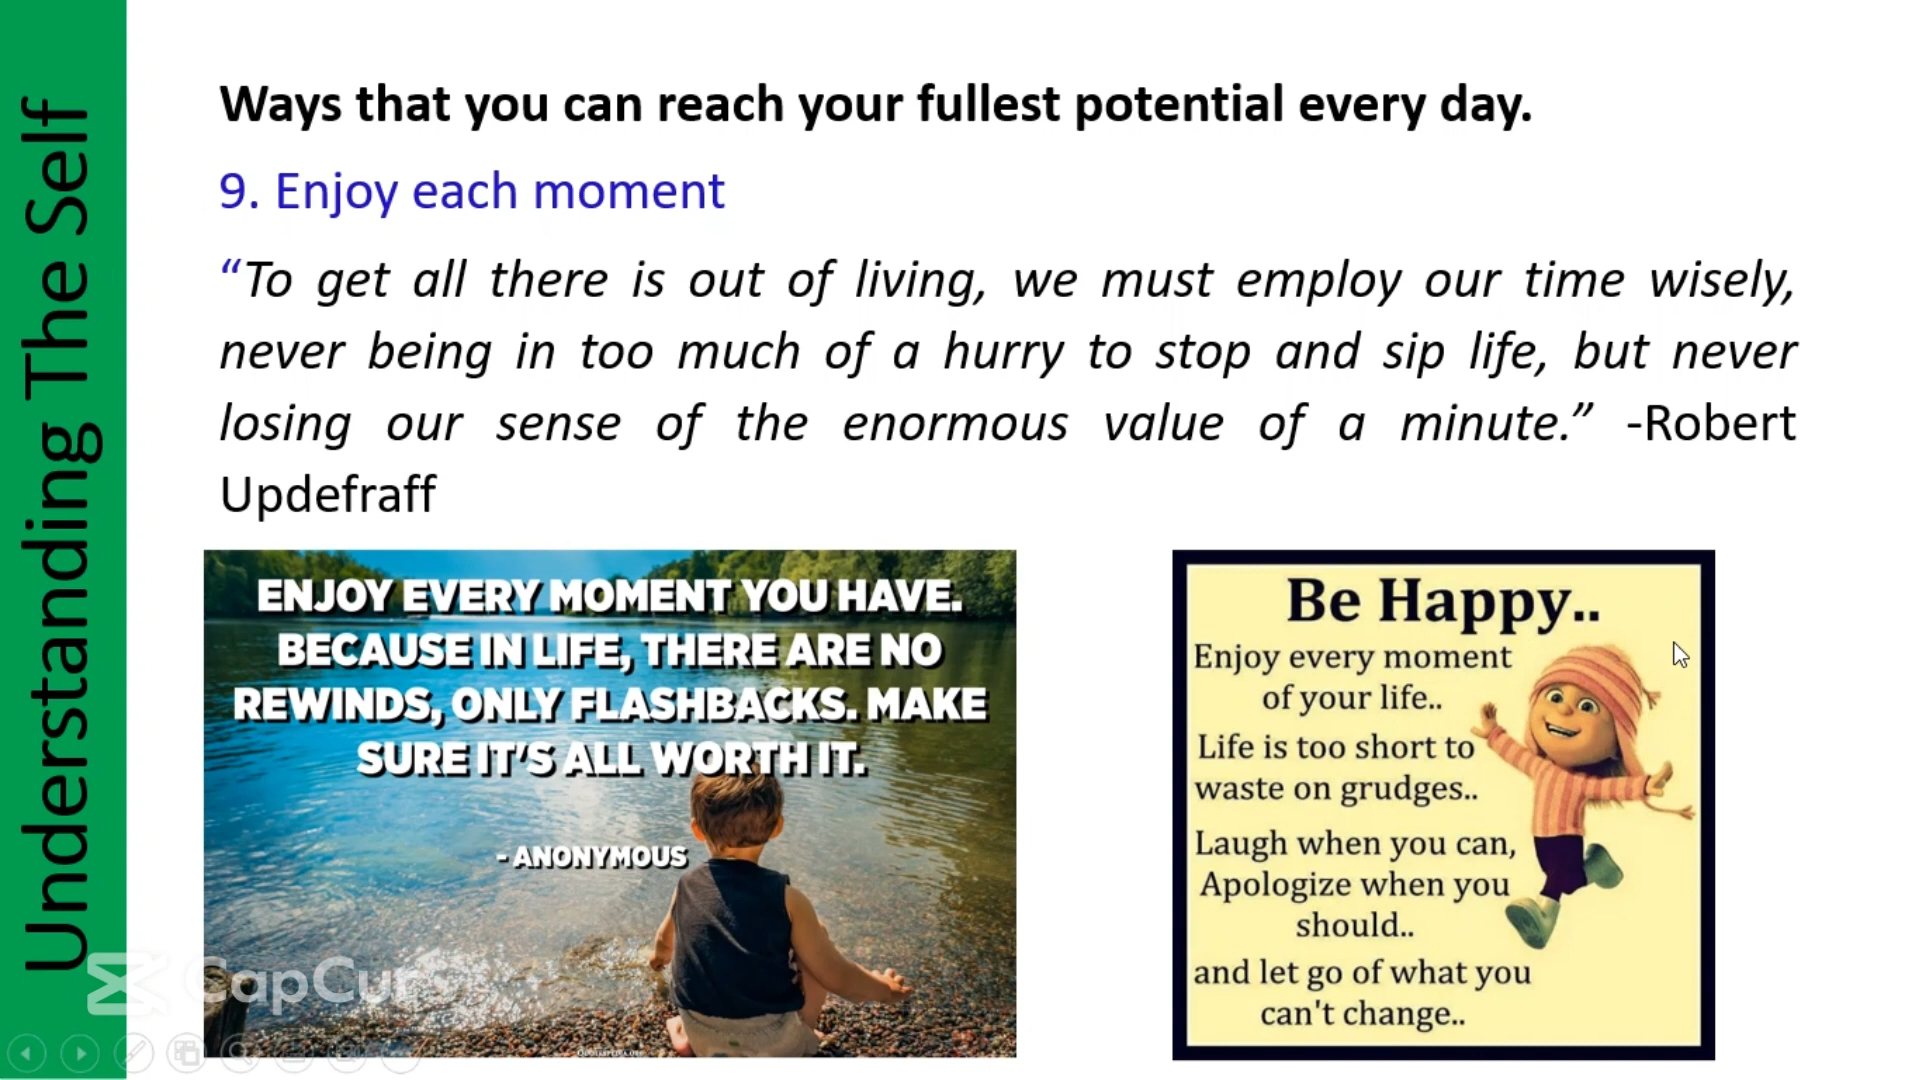 Understanding The Self
Ways that you can reach your fullest potential every day.
9. Enjoy each moment
“To get all there is out of living, we must employ our time wisely,
never being in too much of a hurry to stop and sip life, but never
losing our sense of the enormous value of a minute.” -Robert
Updefraff
ENJOY EVERY MOMENT YOU HAVE.
BECAUSE IN LIFE, THERE ARE NO
REWINDS, ONLY FLASHBACKS. MAKE
SURE IT'S ALL WORTH IT.
- ANONYMOUS
Be Happy..
Enjoy every moment
of your life..
Life is too short to
waste on grudges..
Laugh when you can,
Apologize when you
should..
and let go of what you
can't change..
CapCut